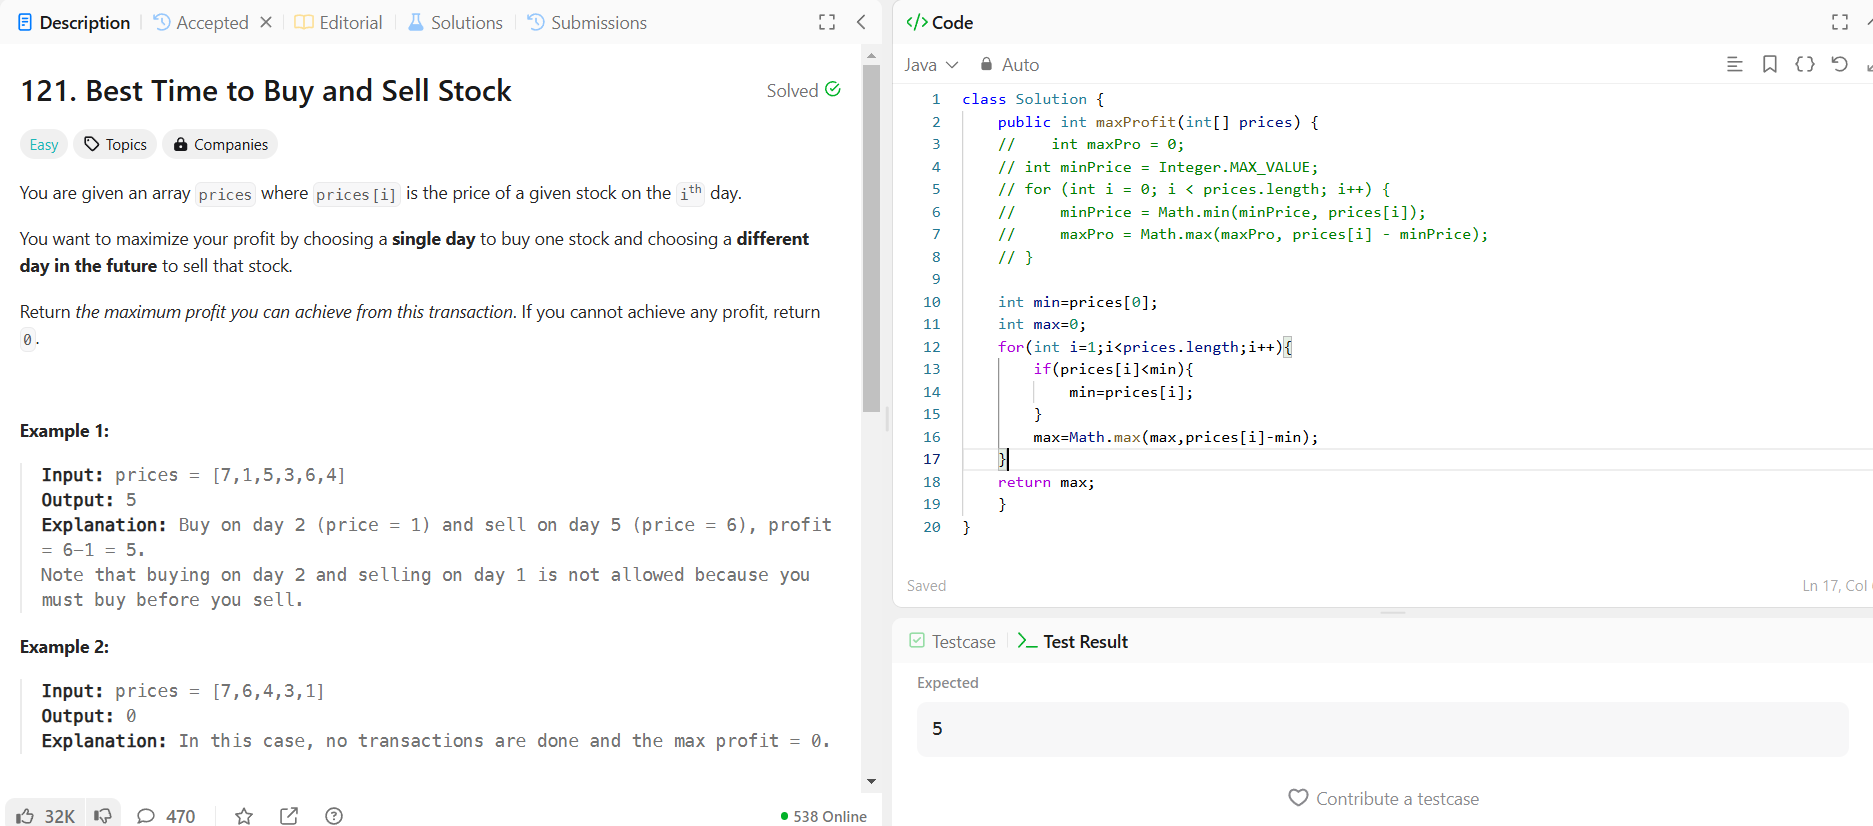 Description
Accepted
Editorial
Solutions
Submissions
121. Best Time to Buy and Sell Stock
Solved
Easy
Topics
Companies
You are given an array prices where prices[i] is the price of a given stock on the ith day.
You want to maximize your profit by choosing a single day to buy one stock and choosing a different
day in the future to sell that stock.
Return the maximum profit you can achieve from this transaction. If you cannot achieve any profit, return
0.
Example 1:
Input: prices = [7,1,5,3,6,4]
Output: 5
Explanation: Buy on day 2 (price = 1) and sell on day 5 (price = 6), profit
= 6-1 = 5.
Note that buying on day 2 and selling on day 1 is not allowed because you
must buy before you sell.
Example 2:
Input: prices = [7,6,4,3,1]
Output: 0
Explanation: In this case, no transactions are done and the max profit = 0.
32K
470
538 Online
</> Code
Java
Auto
1 class Solution {
2     public int maxProfit(int[] prices) {
3     //    int maxPro = 0;
4     // int minPrice = Integer.MAX_VALUE;
5     // for (int i = 0; i < prices.length; i++) {
6     //     minPrice = Math.min(minPrice, prices[i]);
7     //     maxPro = Math.max(maxPro, prices[i] - minPrice);
8     // }
9
10     int min=prices[0];
11     int max=0;
12     for(int i=1;i<prices.length;i++){
13         if(prices[i]<min){
14             min=prices[i];
15         }
16         max=Math.max(max,prices[i]-min);
17     }
18     return max;
19     }
20 }
Saved
Ln 17, Col
Testcase
Test Result
Expected
5
Contribute a testcase